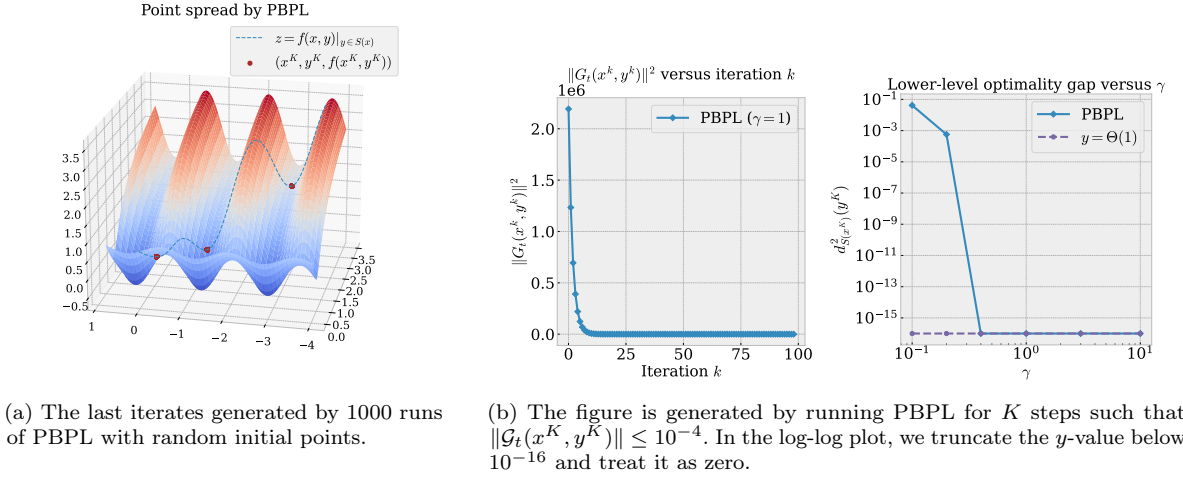 Point spread by PBPL
z = f(x, y)|_{y∈S(x)}
(x^K, y^K, f(x^K, y^K))
3.5
3.0
2.5
2.0
1.5
1.0
0.5
0.0
−0.5
1
0
−1
−2
−3
−4
3.5
3.0
2.5
2.0
1.5
1.0
0.5
0.0
‖G_t(x^k, y^k)‖² versus iteration k
1e6
PBPL (γ = 1)
‖G_t(x^k, y^k)‖²
2.0
1.5
1.0
0.5
0.0
0
25
50
75
100
Iteration k
Lower-level optimality gap versus γ
PBPL
y = Θ(1)
d²_{S(x^K)}(y^K)
10^{−1}
10^{−3}
10^{−5}
10^{−7}
10^{−9}
10^{−11}
10^{−13}
10^{−15}
10^{−1}
10^0
10^1
γ
(a) The last iterates generated by 1000 runs
of PBPL with random initial points.
(b) The figure is generated by running PBPL for K steps such that
‖𝒢_t(x^K, y^K)‖ ≤ 10^{−4}. In the log-log plot, we truncate the y-value below
10^{−16} and treat it as zero.